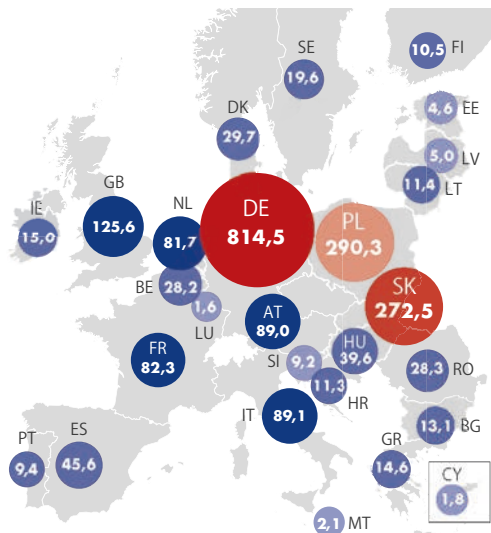 SE
19,6
FI
10,5
DK
29,7
4,6 EE
5,0 LV
11,4 LT
GB
125,6
IE
15,0
NL
81,7
DE
814,5
PL
290,3
BE 28,2
1,6
LU
AT
89,0
SK
272,5
FR
82,3
SI 9,2
HU
39,6
11,3
HR
28,3 RO
IT 89,1
13,1 BG
PT
9,4
ES
45,6
GR
14,6
CY
1,8
2,1 MT